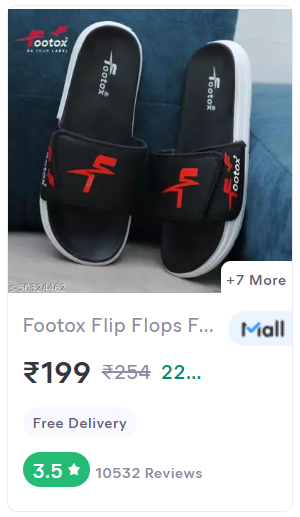 Footox
BE YOUR LABEL
Footox
Footox
Footox
Footox
s-50324462
+7 More
Footox Flip Flops F...
Mall
₹199 ₹254 22...
Free Delivery
3.5 ★ 10532 Reviews